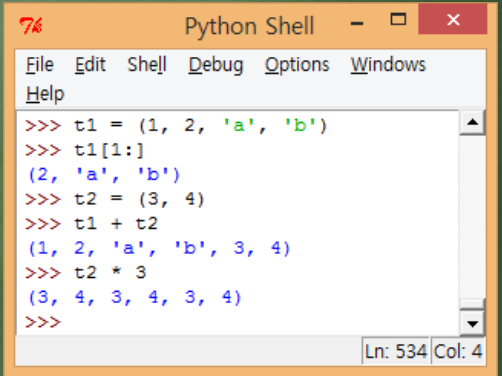 Python Shell
File Edit Shell Debug Options Windows
Help
>>> t1 = (1, 2, 'a', 'b')
>>> t1[1:]
(2, 'a', 'b')
>>> t2 = (3, 4)
>>> t1 + t2
(1, 2, 'a', 'b', 3, 4)
>>> t2 * 3
(3, 4, 3, 4, 3, 4)
>>>
Ln: 534 Col: 4